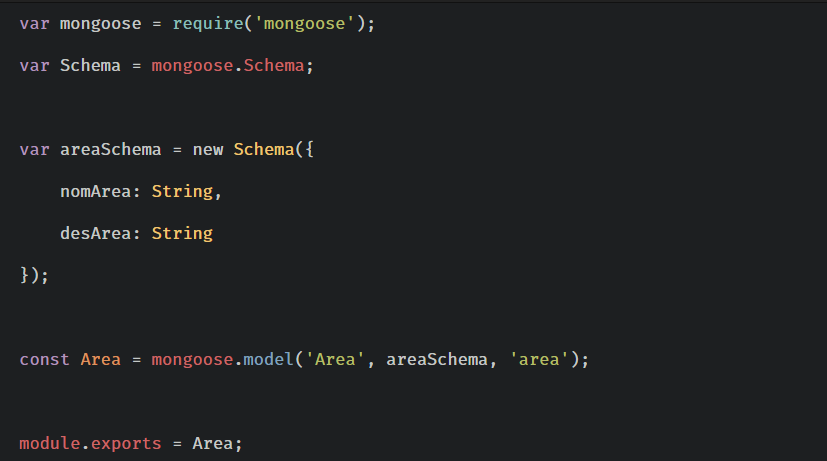 var mongoose = require('mongoose');
var Schema = mongoose.Schema;
var areaSchema = new Schema({
    nomArea: String,
    desArea: String
});
const Area = mongoose.model('Area', areaSchema, 'area');
module.exports = Area;